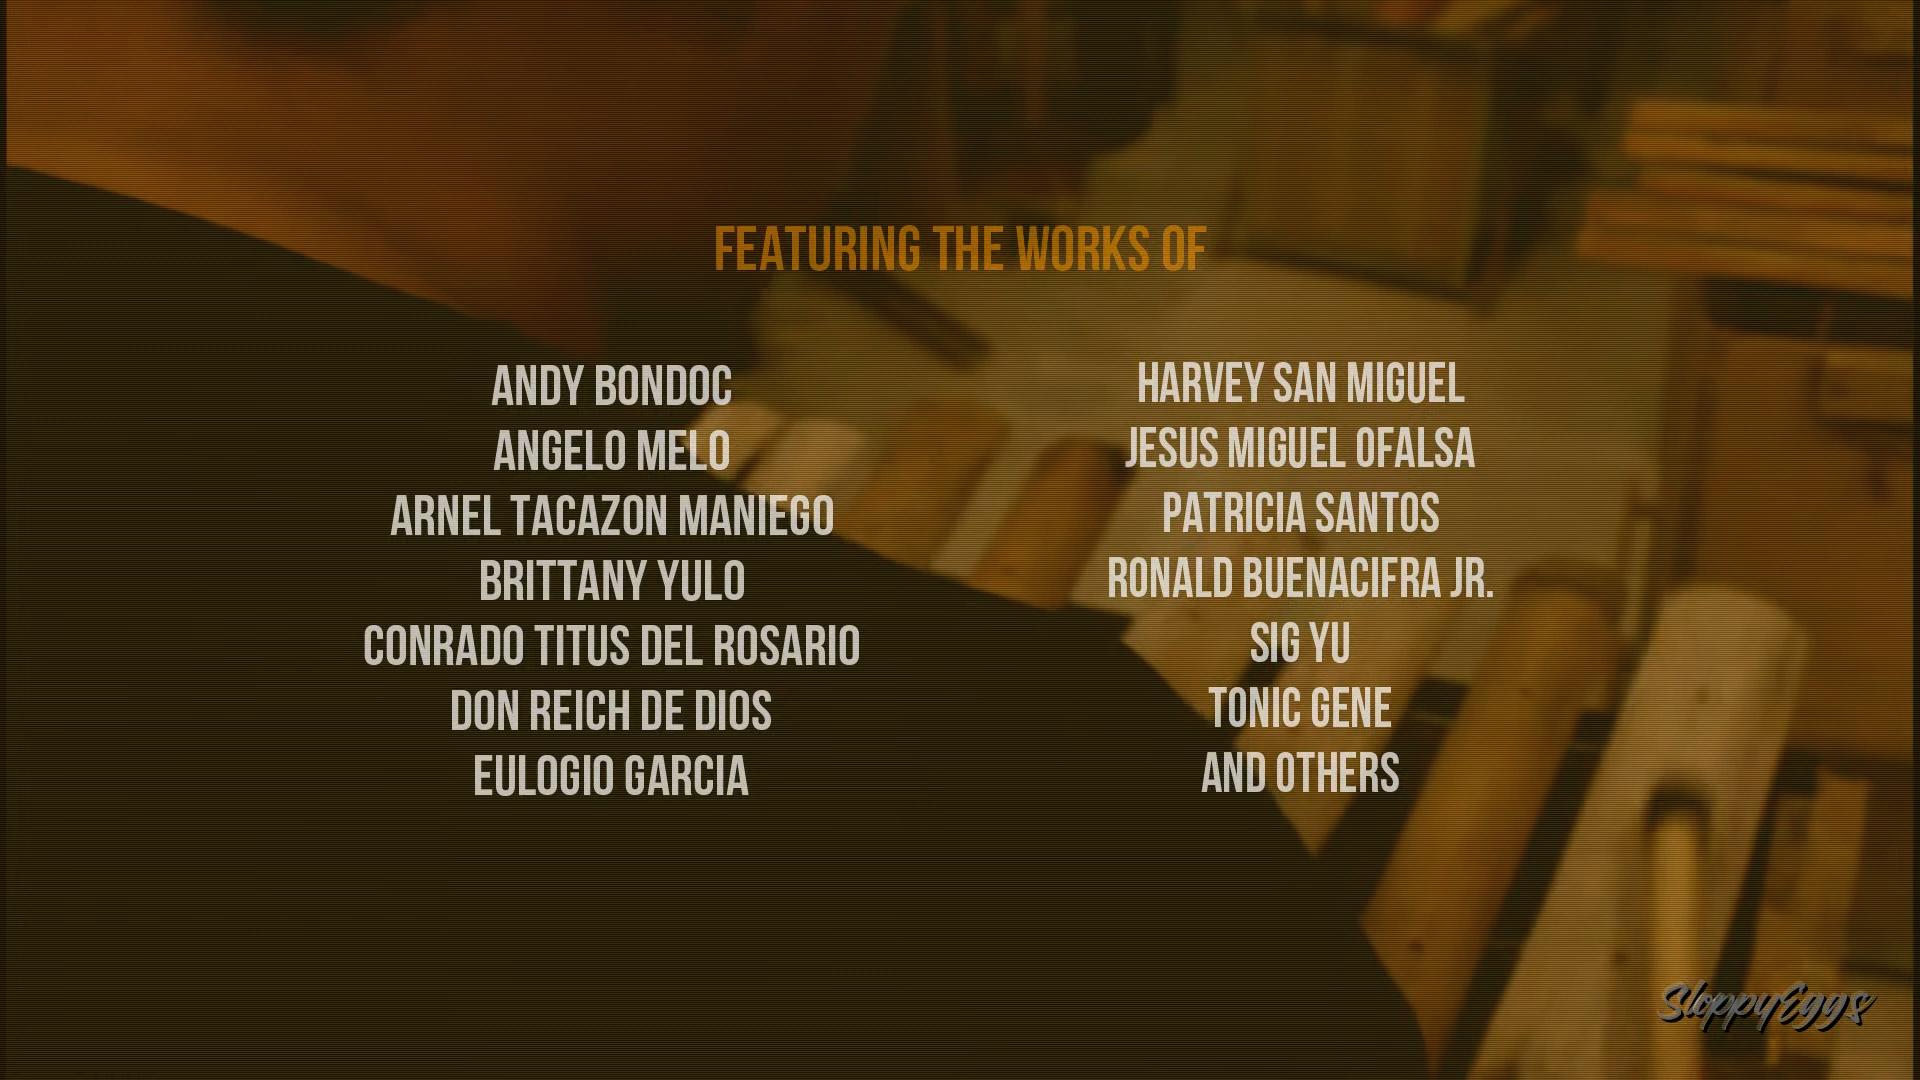 FEATURING THE WORKS OF
ANDY BONDOC
ANGELO MELO
ARNEL TACAZON MANIEGO
BRITTANY YULO
CONRADO TITUS DEL ROSARIO
DON REICH DE DIOS
EULOGIO GARCIA
HARVEY SAN MIGUEL
JESUS MIGUEL OFALSA
PATRICIA SANTOS
RONALD BUENACIFRA JR.
SIG YU
TONIC GENE
AND OTHERS
SloppyEggs